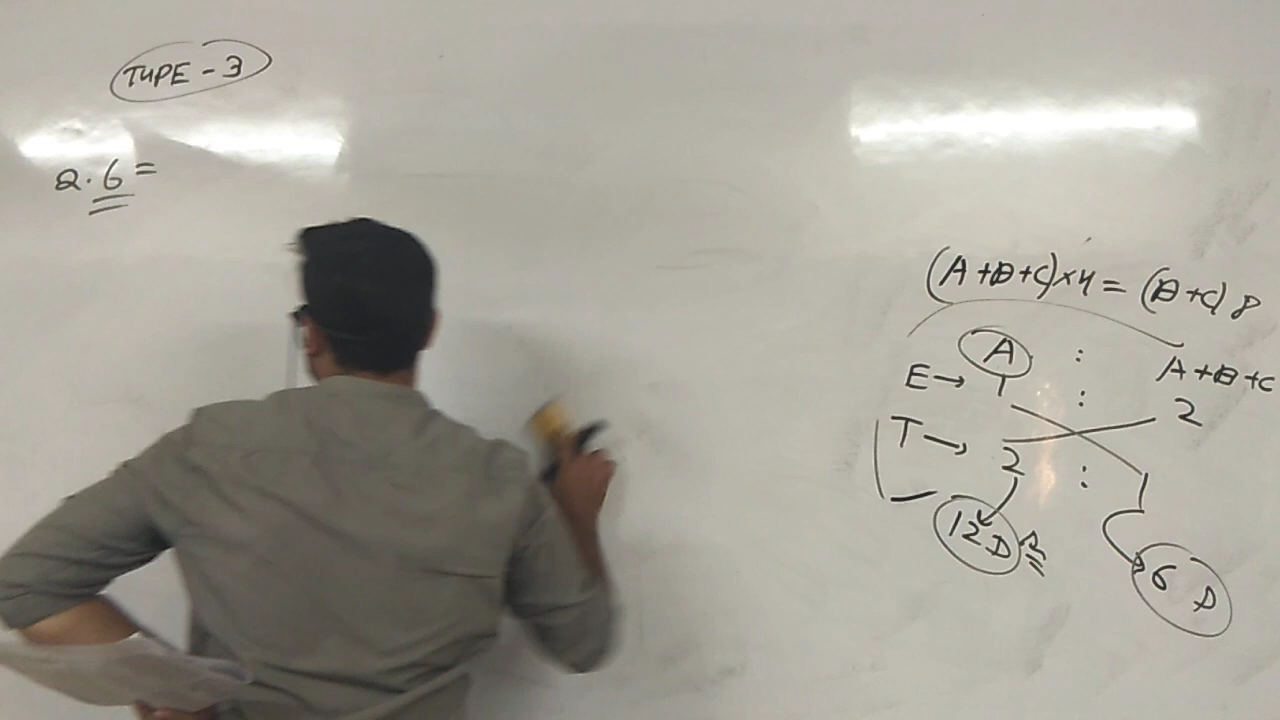 TYPE - 3
Q. 6 =
(A+B+C)×4 = (B+C) 8
A : A+B+C
E → 1 : 2
T → 2 : 1
12 D 6 D